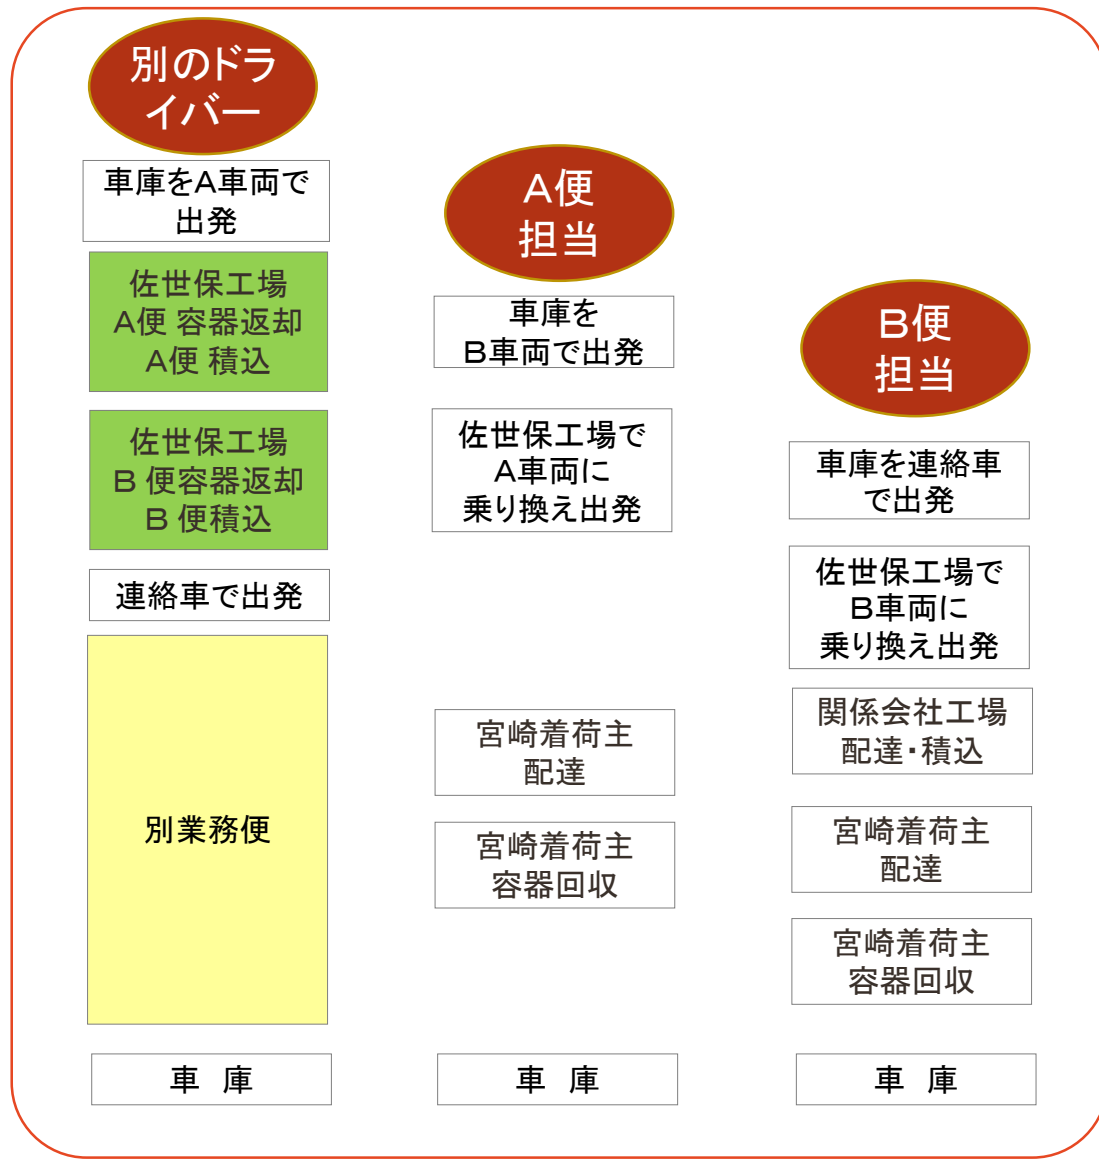 別のドラ
イバー
車庫をA車両で
出発
佐世保工場
A便 容器返却
A便 積込
佐世保工場
B 便容器返却
B 便積込
連絡車で出発
別業務便
車 庫
A便
担当
車庫を
B車両で出発
佐世保工場で
A車両に
乗り換え出発
宮崎着荷主
配達
宮崎着荷主
容器回収
車 庫
B便
担当
車庫を連絡車
で出発
佐世保工場で
B車両に
乗り換え出発
関係会社工場
配達・積込
宮崎着荷主
配達
宮崎着荷主
容器回収
車 庫